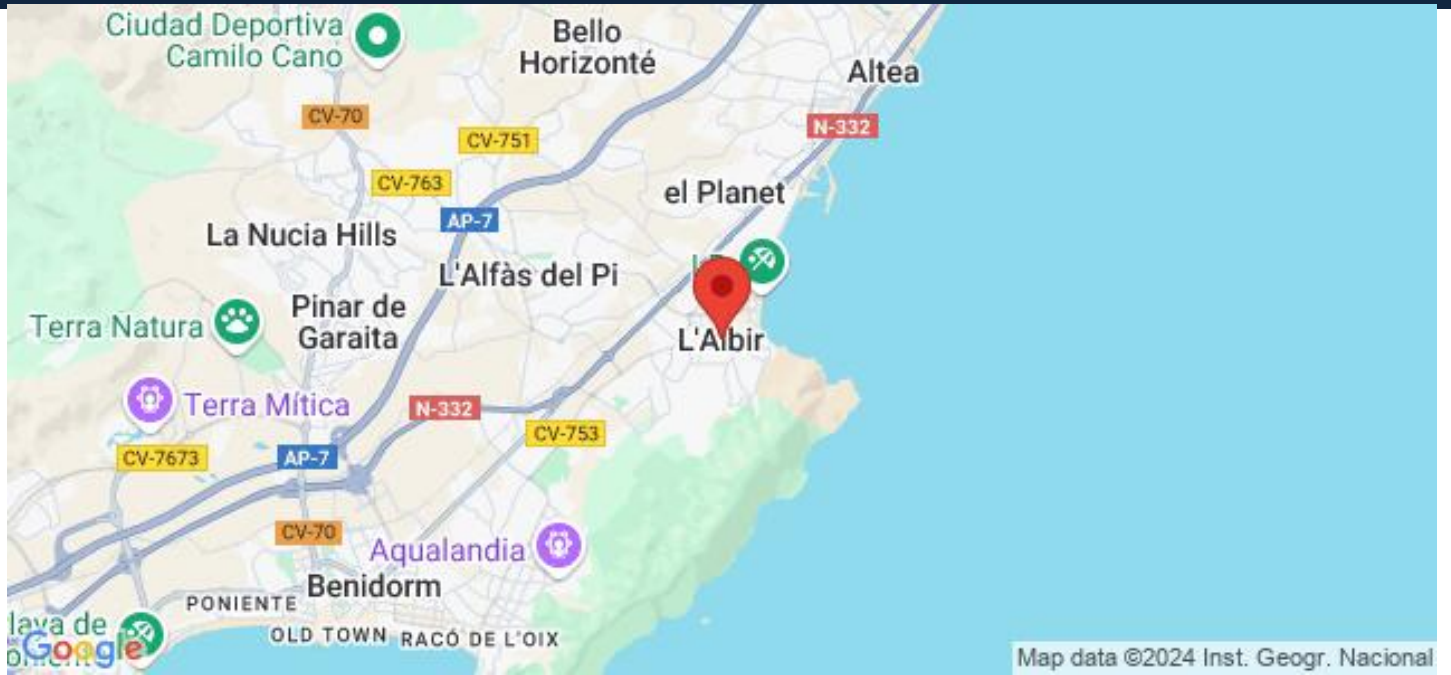 Ciudad Deportiva
Camilo Cano
Bello
Horizonté
Altea
CV-70
N-332
CV-751
CV-763
el Planet
AP-7
La Nucia Hills
L'Alfàs del Pi
Pinar de
Garaita
Terra Natura
L'Albir
Terra Mítica
N-332
CV-753
CV-7673
AP-7
CV-70
Aqualandia
Benidorm
PONIENTE
OLD TOWN
RACÓ DE L'OIX
de
Google
Map data ©2024 Inst. Geogr. Nacional